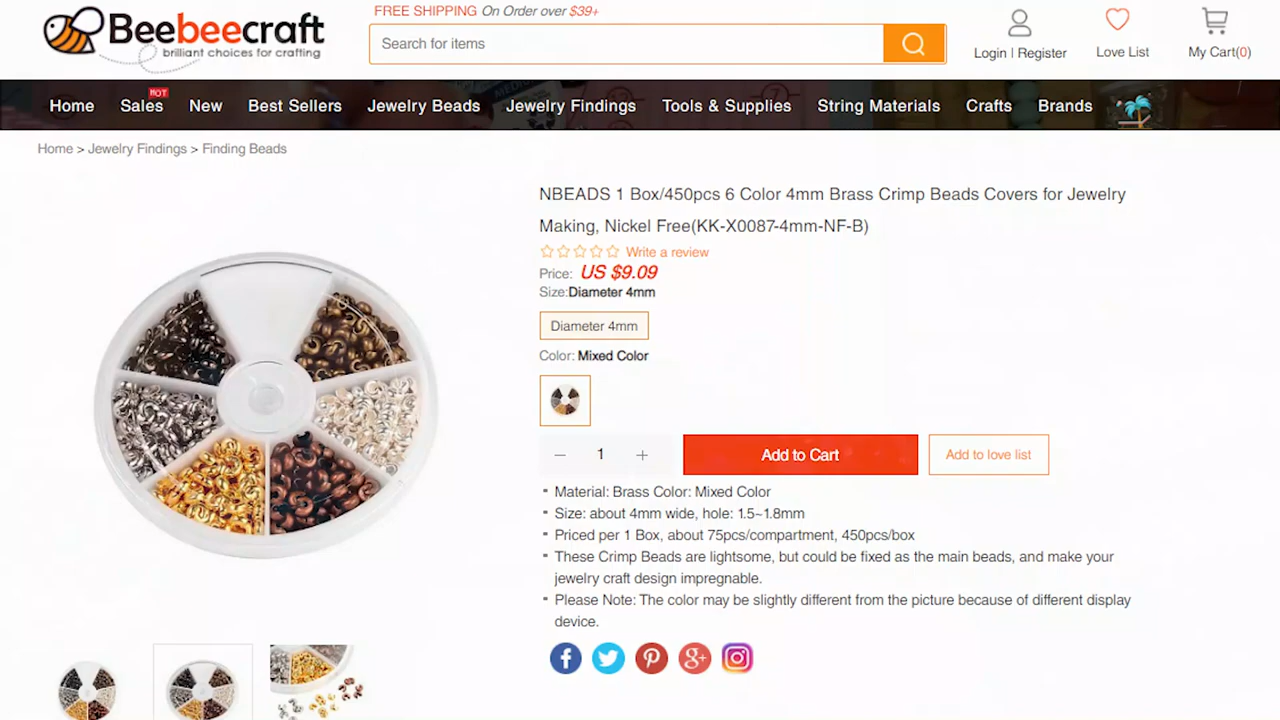 Beebeecraft
brilliant choices for crafting
FREE SHIPPING On Order over $39+
Search for items
Login | Register
Love List
My Cart(0)
Home
Sales
HOT
New
Best Sellers
Jewelry Beads
Jewelry Findings
Tools & Supplies
String Materials
Crafts
Brands
Home > Jewelry Findings > Finding Beads
NBEADS 1 Box/450pcs 6 Color 4mm Brass Crimp Beads Covers for Jewelry
Making, Nickel Free(KK-X0087-4mm-NF-B)
Write a review
Price: US $9.09
Size:Diameter 4mm
Diameter 4mm
Color: Mixed Color
1
Add to Cart
Add to love list
Material: Brass Color: Mixed Color
Size: about 4mm wide, hole: 1.5~1.8mm
Priced per 1 Box, about 75pcs/compartment, 450pcs/box
These Crimp Beads are lightsome, but could be fixed as the main beads, and make your
jewelry craft design impregnable.
Please Note: The color may be slightly different from the picture because of different display
device.